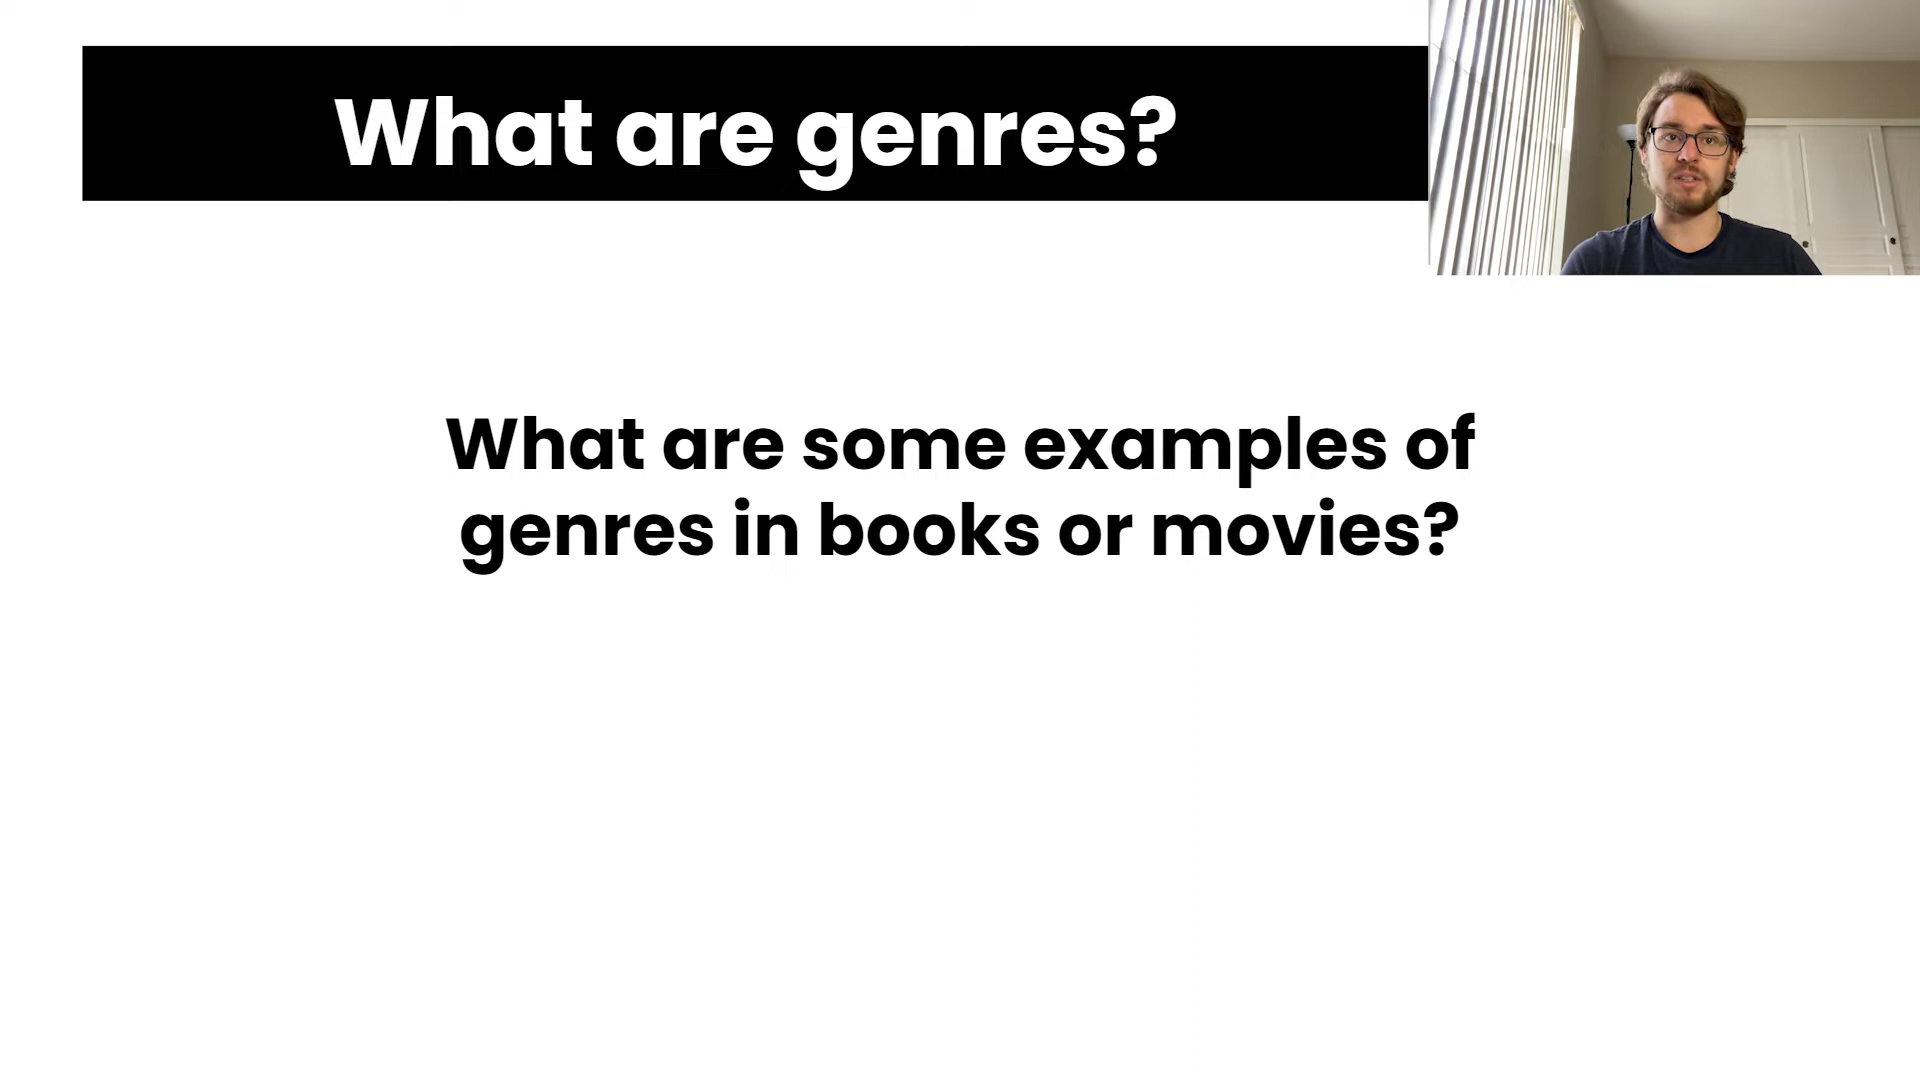 What are genres?
What are some examples of
genres in books or movies?